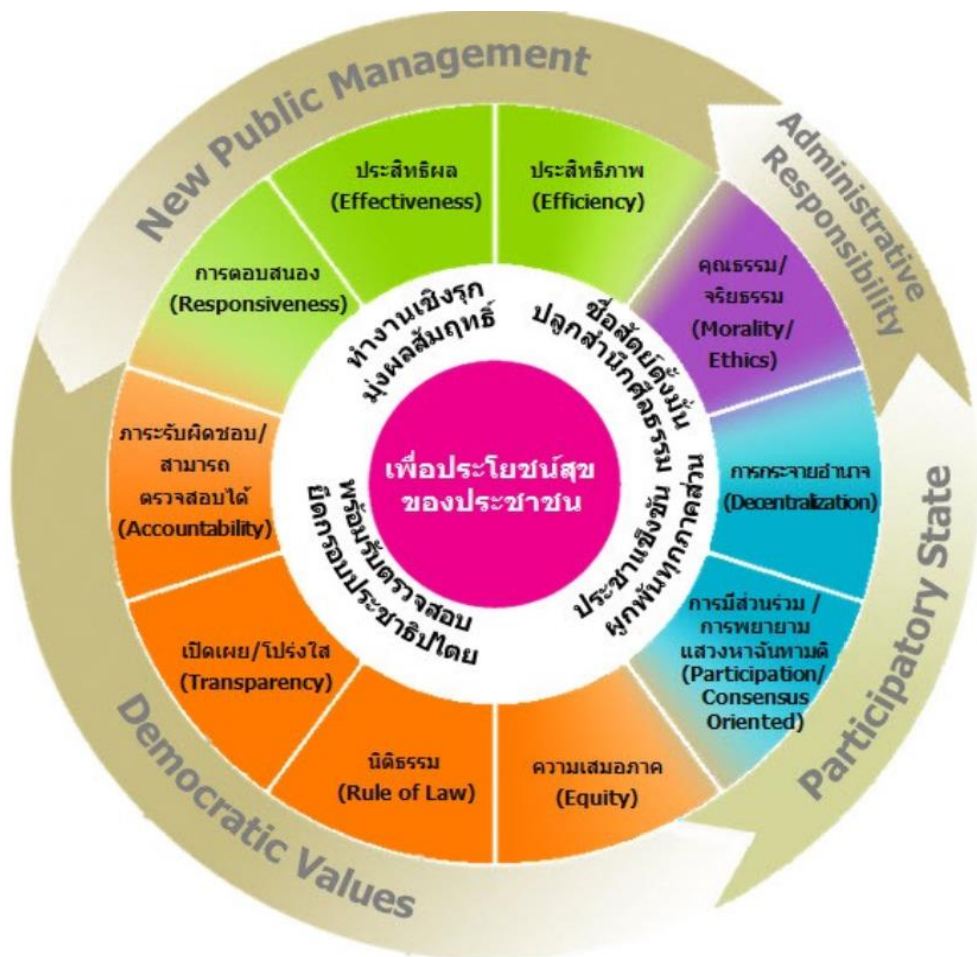 New Public Management
Administrative
Responsibility
Participatory State
Democratic Values
ประสิทธิผล
(Effectiveness)
ประสิทธิภาพ
(Efficiency)
คุณธรรม/
จริยธรรม
(Morality/
Ethics)
การกระจายอำนาจ
(Decentralization)
การมีส่วนร่วม /
การพยายาม
แสวงหาฉันทามติ
(Participation/
Consensus
Oriented)
ความเสมอภาค
(Equity)
นิติธรรม
(Rule of Law)
เปิดเผย/โปร่งใส
(Transparency)
ภาระรับผิดชอบ/
สามารถ
ตรวจสอบได้
(Accountability)
การตอบสนอง
(Responsiveness)
ทำงานเชิงรุก
มุ่งผลสัมฤทธิ์
ซื่อสัตย์ตั้งมั่น
ปลูกสำนึกศีลธรรม
ประชาแข็งขัน
ผูกพันทุกภาคส่วน
พร้อมรับตรวจสอบ
ยึดกรอบประชาธิปไตย
เพื่อประโยชน์สุข
ของประชาชน